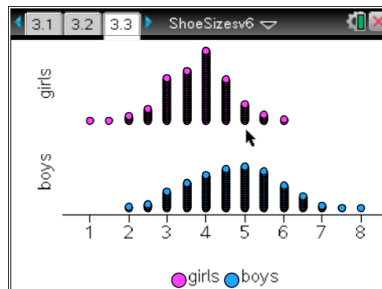 3.1 3.2 3.3 ShoeSizesv6
girls
boys
1 2 3 4 5 6 7 8
girls boys